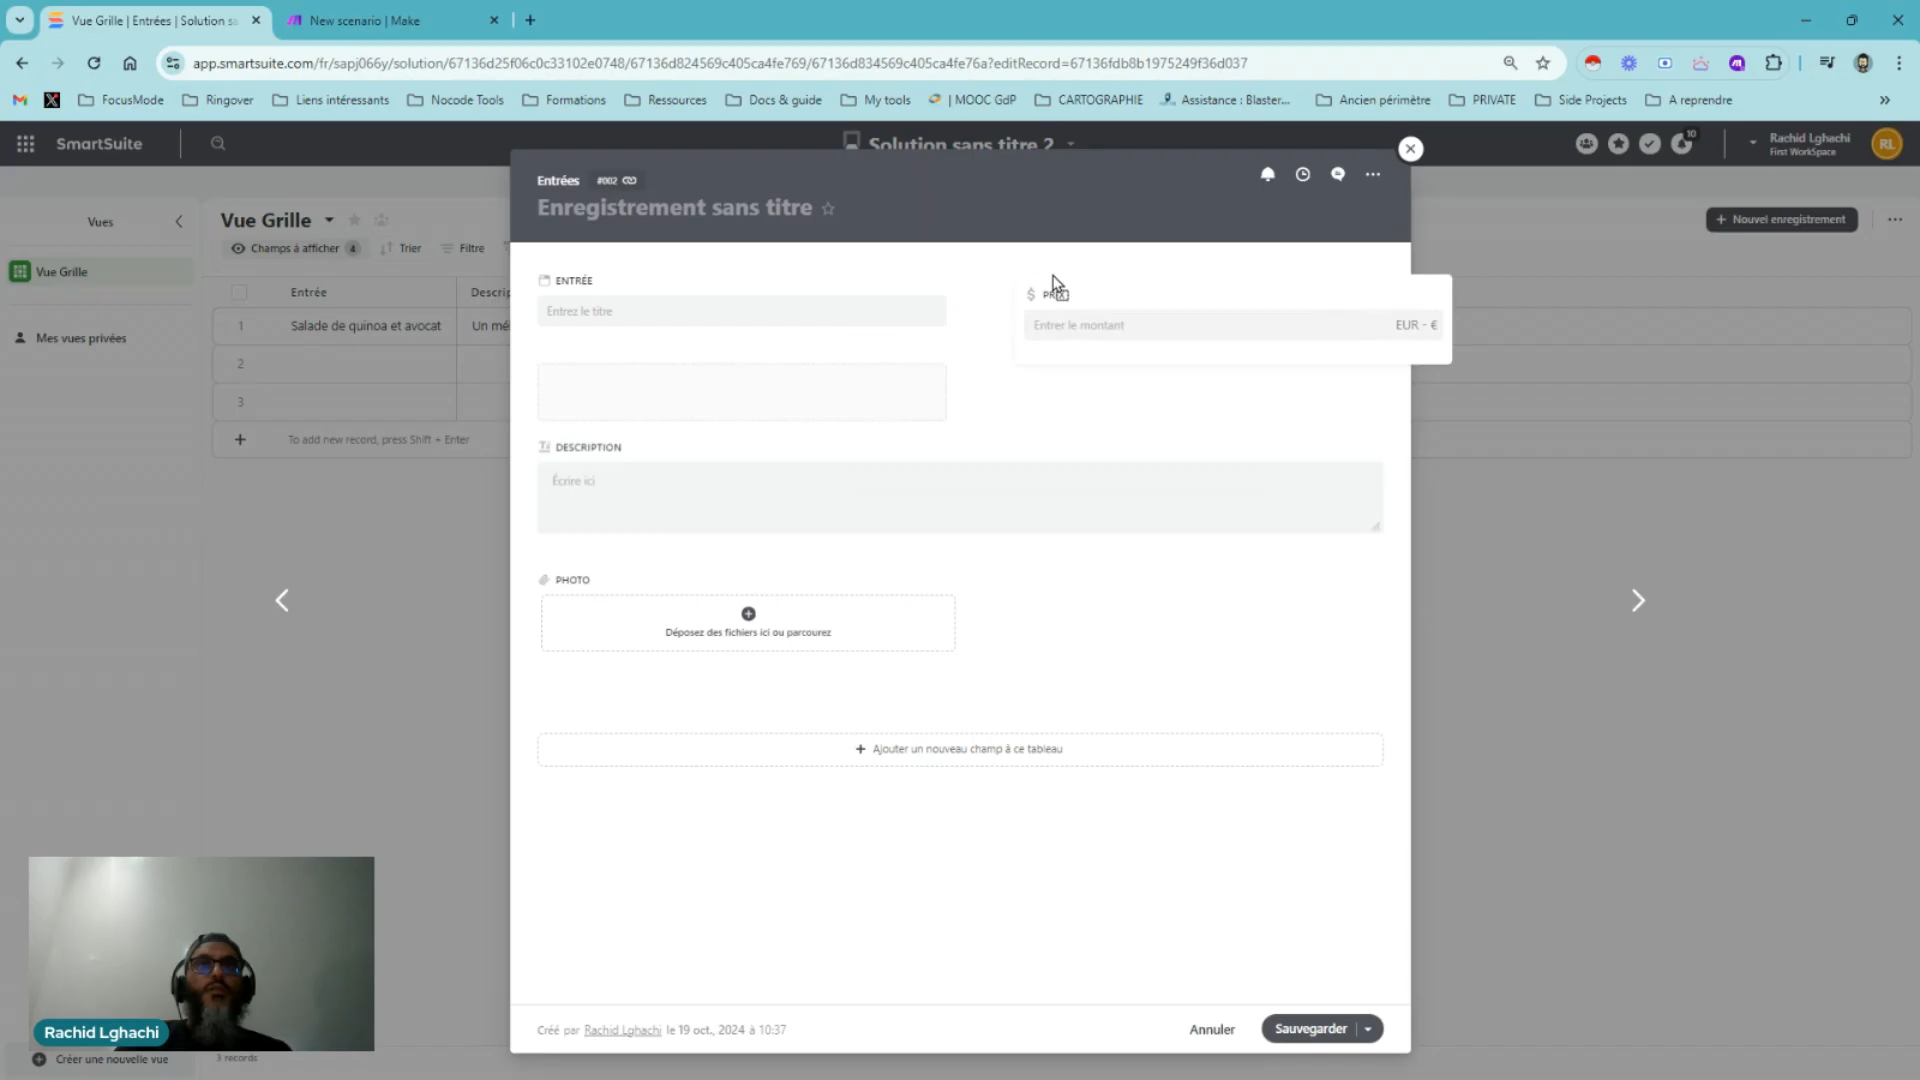 Vue Grille | Entrées | Solution sa
New scenario | Make
app.smartsuite.com/fr/sapj066y/solution/67136d25f06c0c33102e0748/67136d824569c405ca4fe769/67136d834569c405ca4fe76a?editRecord=67136fdb8b1975249f36d037
FocusMode
Ringover
Liens intéressants
Nocode Tools
Formations
Ressources
Docs & guide
My tools
| MOOC GdP
CARTOGRAPHIE
Assistance : Blaster...
Ancien périmètre
PRIVATE
Side Projects
A reprendre
SmartSuite
Solution sans titre 2
10
Rachid Lghachi
First WorkSpace
RL
Vues
Vue Grille
Mes vues privées
Vue Grille
Champs à afficher 4
Trier
Filtre
Nouvel enregistrement
Entrée
Descrip
1 Salade de quinoa et avocat Un mé
2
3
To add new record, press Shift + Enter
Entrées #002
Enregistrement sans titre
ENTRÉE
Entrez le titre
Entrer le montant EUR - €
DESCRIPTION
Écrire ici
PHOTO
Déposez des fichiers ici ou parcourez
Ajouter un nouveau champ à ce tableau
Créé par Rachid Lghachi le 19 oct., 2024 à 10:37
Annuler
Sauvegarder
Rachid Lghachi
Créer une nouvelle vue
3 records